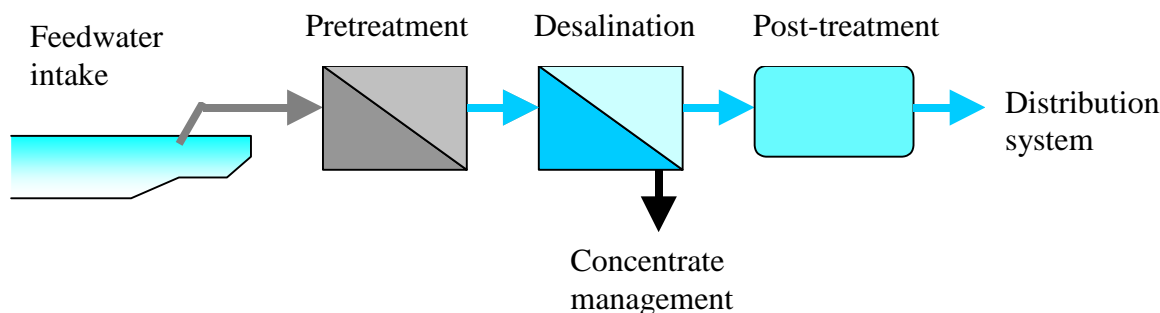 Feedwater
intake
Pretreatment
Desalination
Post-treatment
Distribution
system
Concentrate
management